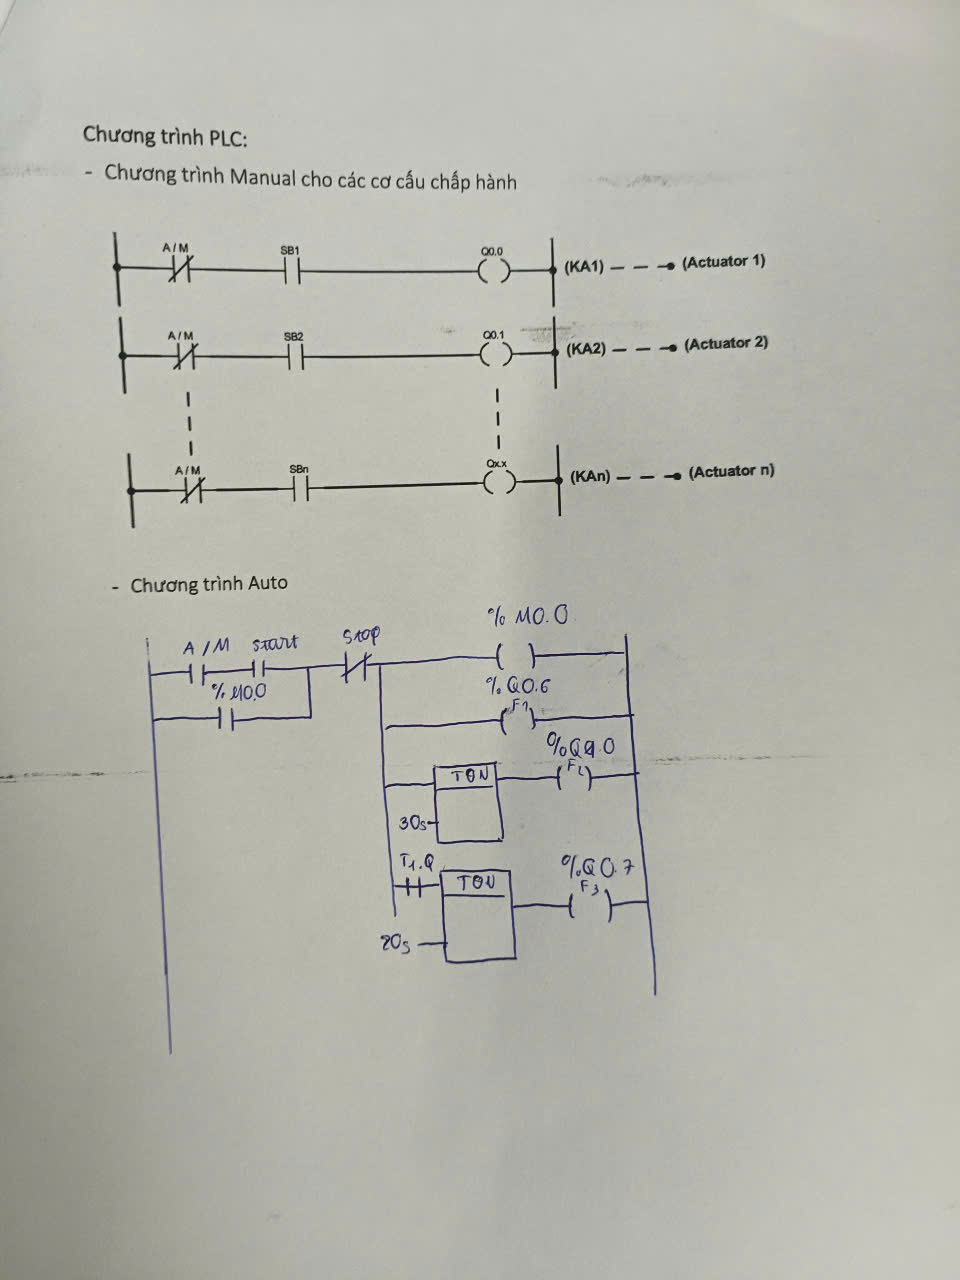 Chương trình PLC:
- Chương trình Manual cho các cơ cấu chấp hành
A/M SB1 Q0.0 (KA1) (Actuator 1)
A/M SB2 Q0.1 (KA2) (Actuator 2)
A/M SBn Qx.x (KAn) (Actuator n)
- Chương trình Auto
A/M Start Stop % M0.0
% M0.0 % Q0.6
F1
TON %Q4.0
F2
30s
T1.Q TON %Q0.7
F3
20s